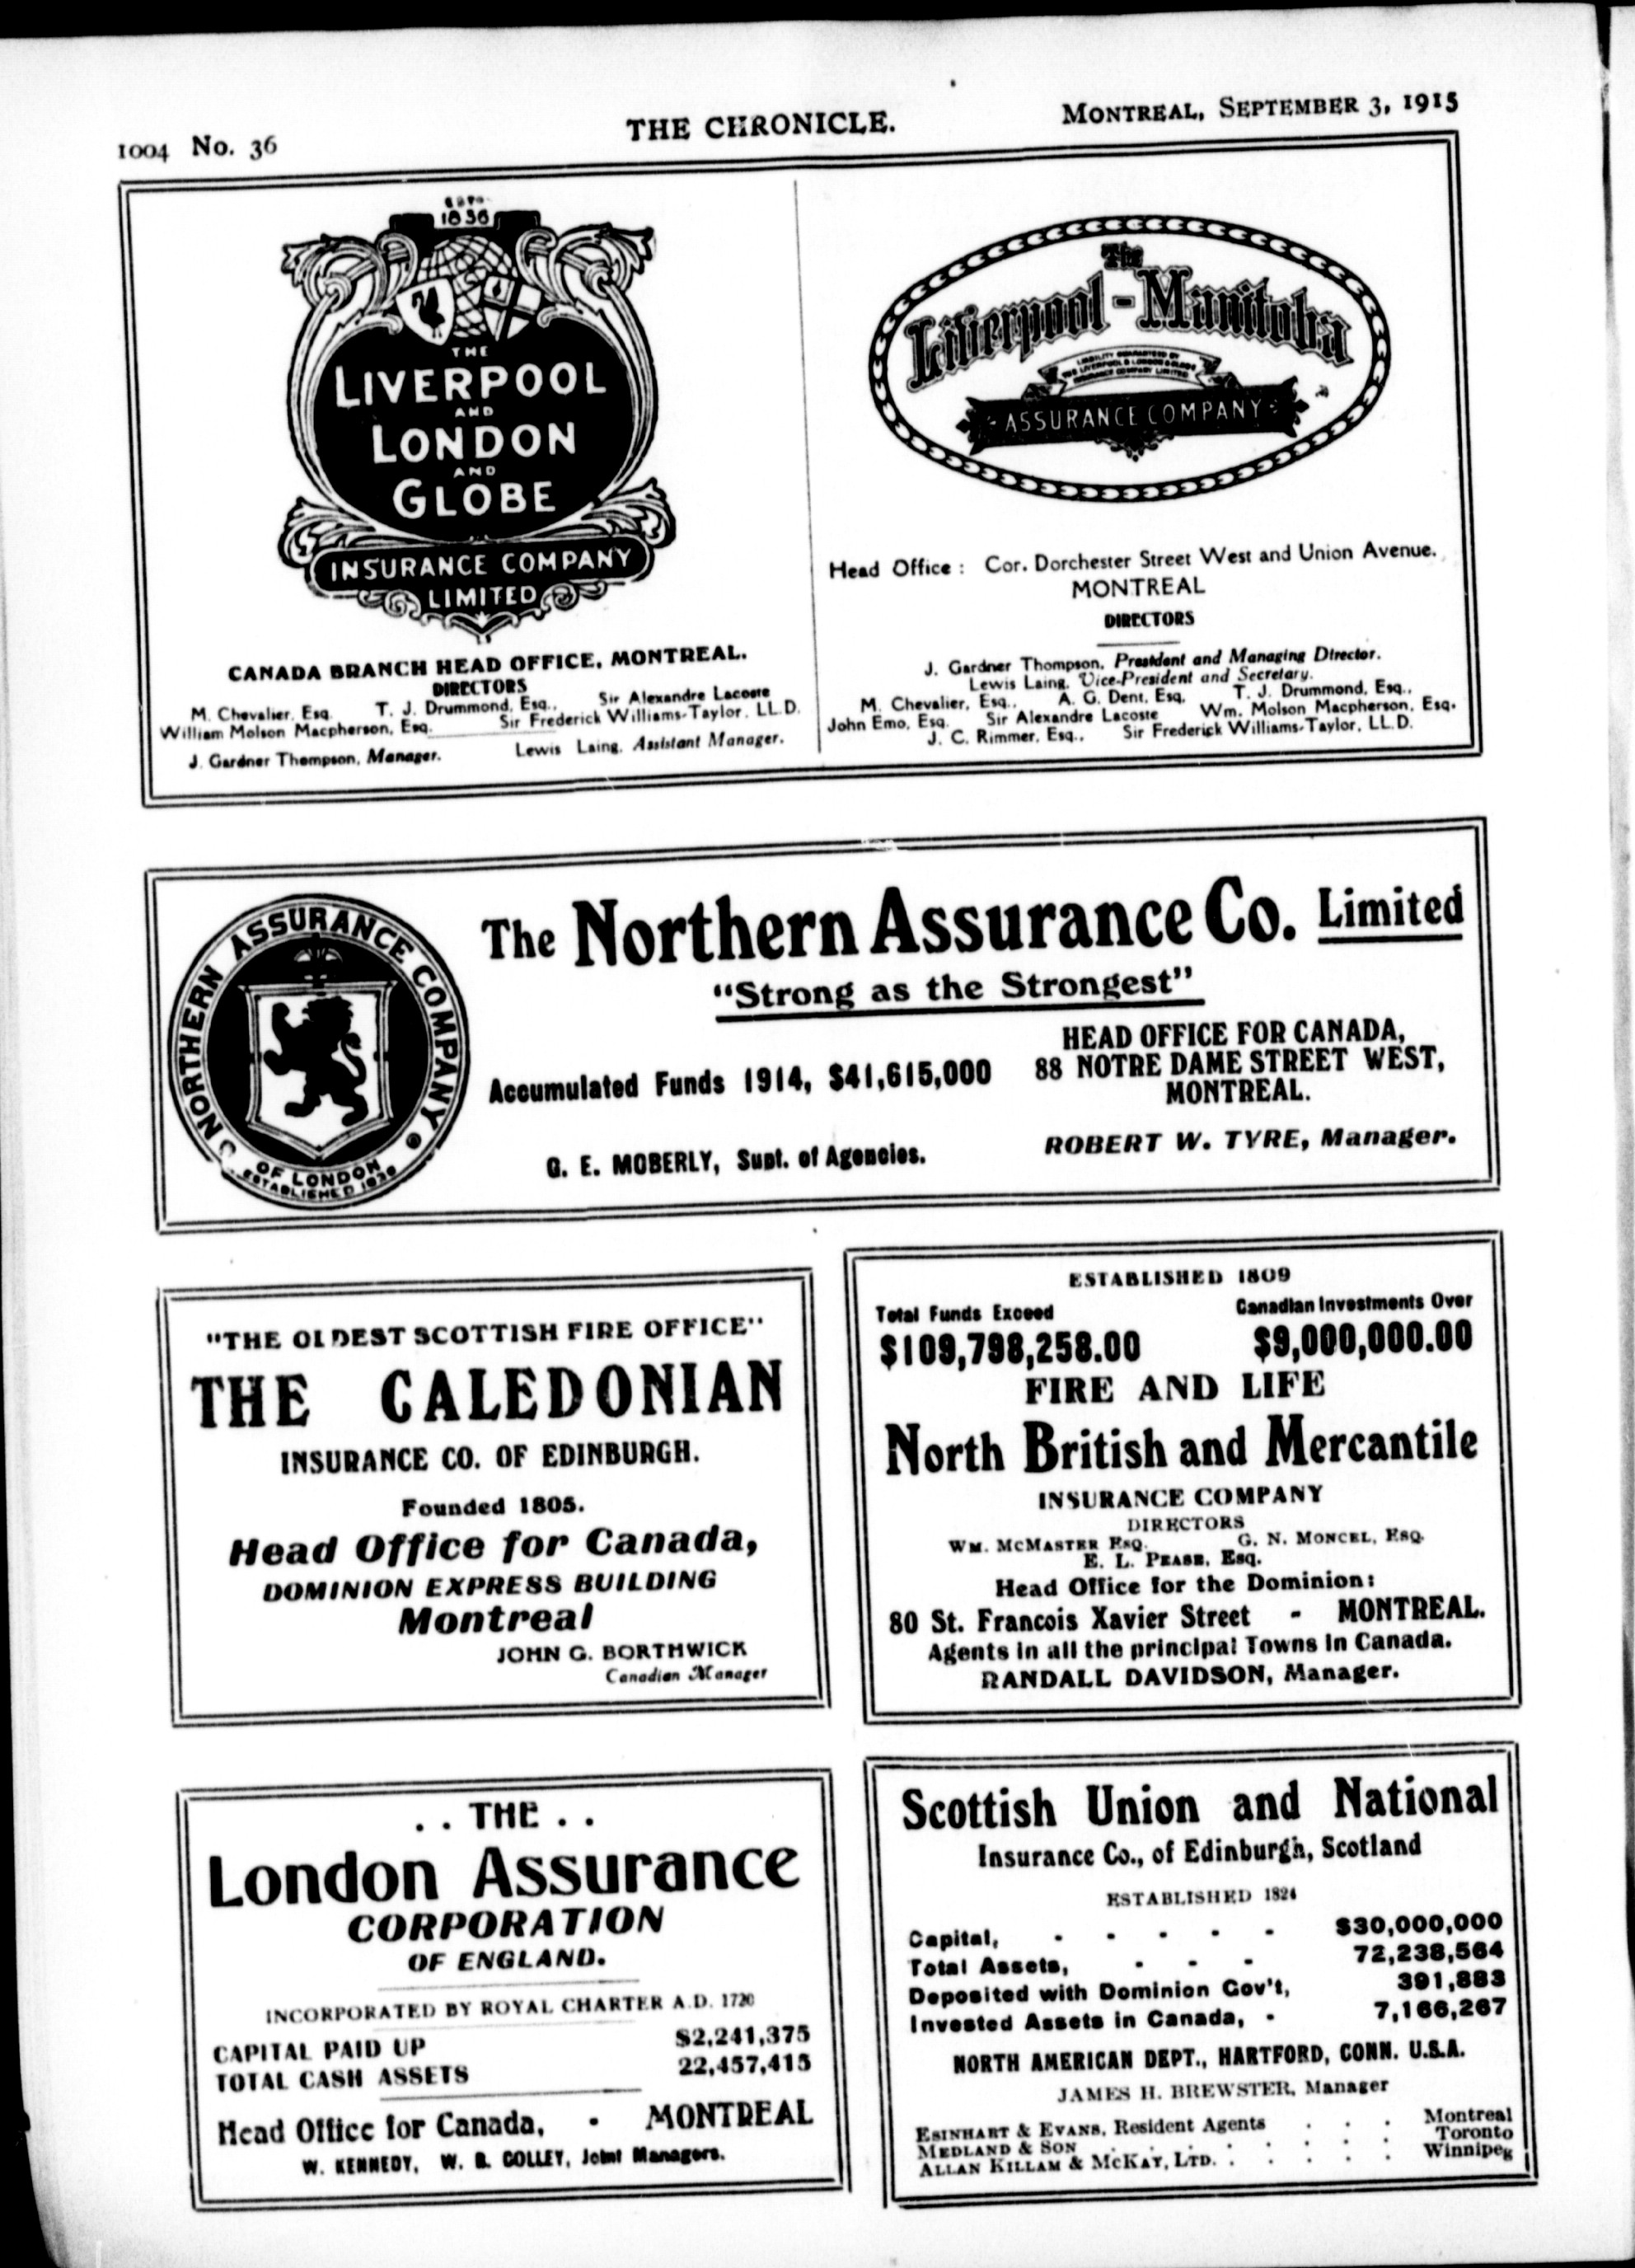 1004 No. 36
THE CHRONICLE.
MONTREAL, SEPTEMBER 3, 1915
ESTD
1836
THE
LIVERPOOL
AND
LONDON
AND
GLOBE
INSURANCE COMPANY
LIMITED
CANADA BRANCH HEAD OFFICE, MONTREAL.
DIRECTORS
M. Chevalier, Esq. T. J. Drummond, Esq., Sir Alexandre Lacoste
William Molson Macpherson, Esq. Sir Frederick Williams-Taylor, LL.D.
J. Gardner Thompson, Manager. Lewis Laing, Assistant Manager.
The
Liverpool-Manitoba
LIABILITY GUARANTEED BY
THE LIVERPOOL & LONDON & GLOBE
INSURANCE COMPANY LIMITED
ASSURANCE COMPANY
Head Office : Cor. Dorchester Street West and Union Avenue.
MONTREAL
DIRECTORS
J. Gardner Thompson, President and Managing Director.
Lewis Laing, Vice-President and Secretary.
M. Chevalier, Esq., A. G. Dent, Esq. T. J. Drummond, Esq.,
John Emo, Esq. Sir Alexandre Lacoste Wm. Molson Macpherson, Esq.
J. C. Rimmer, Esq., Sir Frederick Williams-Taylor, LL.D.
NORTHERN ASSURANCE COMPANY
OF LONDON
ESTABLISHED 1836
The Northern Assurance Co. Limited
"Strong as the Strongest"
Accumulated Funds 1914, $41,615,000
HEAD OFFICE FOR CANADA,
88 NOTRE DAME STREET WEST,
MONTREAL.
G. E. MOBERLY, Supt. of Agencies.
ROBERT W. TYRE, Manager.
"THE OLDEST SCOTTISH FIRE OFFICE"
THE CALEDONIAN
INSURANCE CO. OF EDINBURGH.
Founded 1805.
Head Office for Canada,
DOMINION EXPRESS BUILDING
Montreal
JOHN G. BORTHWICK
Canadian Manager
ESTABLISHED 1809
Total Funds Exceed Canadian Investments Over
$109,798,258.00 $9,000,000.00
FIRE AND LIFE
North British and Mercantile
INSURANCE COMPANY
DIRECTORS
WM. MCMASTER ESQ. G. N. MONCEL, ESQ.
E. L. PEASE, Esq.
Head Office for the Dominion:
80 St. Francois Xavier Street - MONTREAL.
Agents in all the principal Towns in Canada.
RANDALL DAVIDSON, Manager.
. . THE . .
London Assurance
CORPORATION
OF ENGLAND.
INCORPORATED BY ROYAL CHARTER A.D. 1720
CAPITAL PAID UP $2,241,375
TOTAL CASH ASSETS 22,457,415
Head Office for Canada, - MONTREAL
W. KENNEDY, W. B. COLLEY, Joint Managers.
Scottish Union and National
Insurance Co., of Edinburgh, Scotland
ESTABLISHED 1824
Capital, - - - - - $30,000,000
Total Assets, - - - 72,238,564
Deposited with Dominion Gov't, 391,883
Invested Assets in Canada, - 7,166,267
NORTH AMERICAN DEPT., HARTFORD, CONN. U.S.A.
JAMES H. BREWSTER, Manager
ESINHART & EVANS, Resident Agents . . . Montreal
MEDLAND & SON . . . . . . Toronto
ALLAN KILLAM & MCKAY, LTD. . . . . . Winnipeg